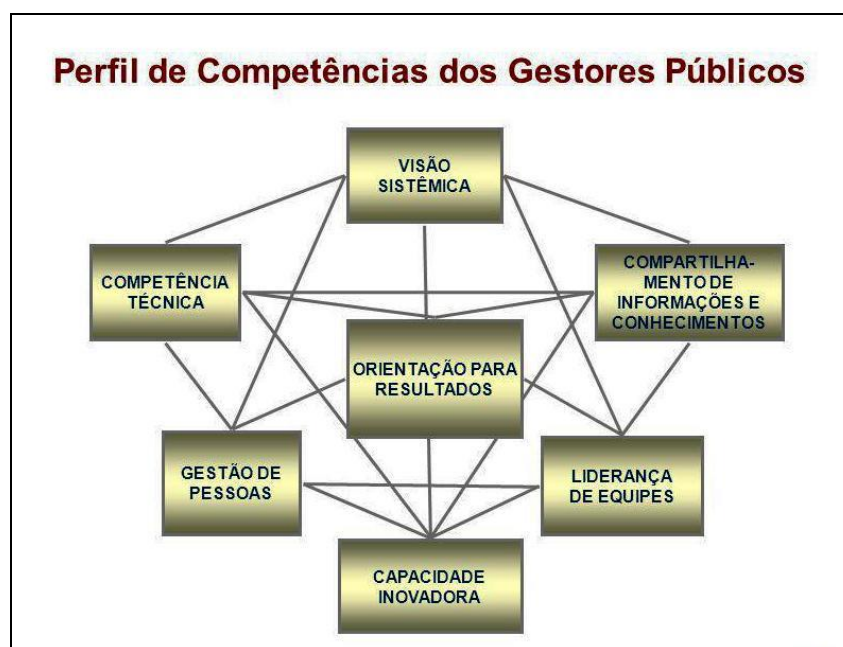 Perfil de Competências dos Gestores Públicos
VISÃO
SISTÊMICA
COMPETÊNCIA
TÉCNICA
COMPARTILHA-
MENTO DE
INFORMAÇÕES E
CONHECIMENTOS
ORIENTAÇÃO PARA
RESULTADOS
GESTÃO DE
PESSOAS
LIDERANÇA
DE EQUIPES
CAPACIDADE
INOVADORA